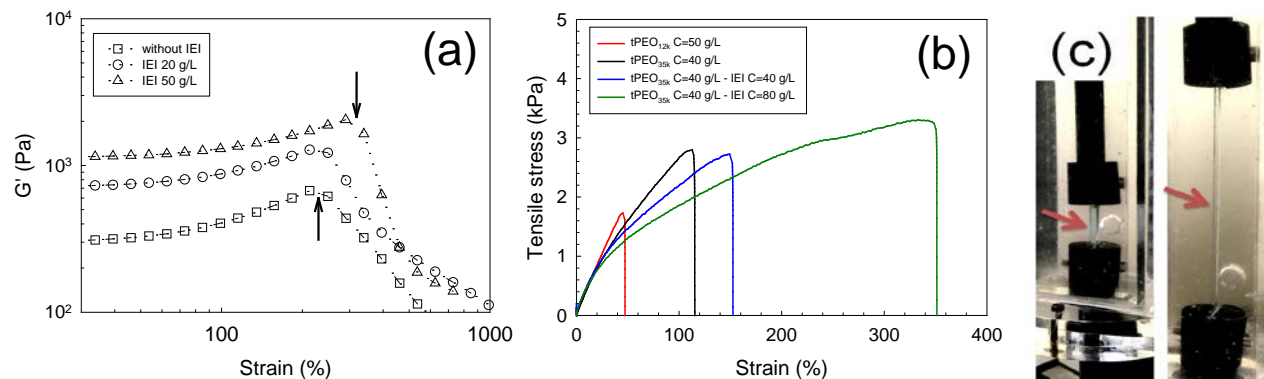 (a)
without IEI
IEI 20 g/L
IEI 50 g/L
G' (Pa)
10⁴
10³
10²
100
1000
Strain (%)
(b)
tPEO₁₂ₖ C=50 g/L
tPEO₃₅ₖ C=40 g/L
tPEO₃₅ₖ C=40 g/L - IEI C=40 g/L
tPEO₃₅ₖ C=40 g/L - IEI C=80 g/L
Tensile stress (kPa)
6
5
4
3
2
1
0
0
100
200
300
400
Strain (%)
(c)